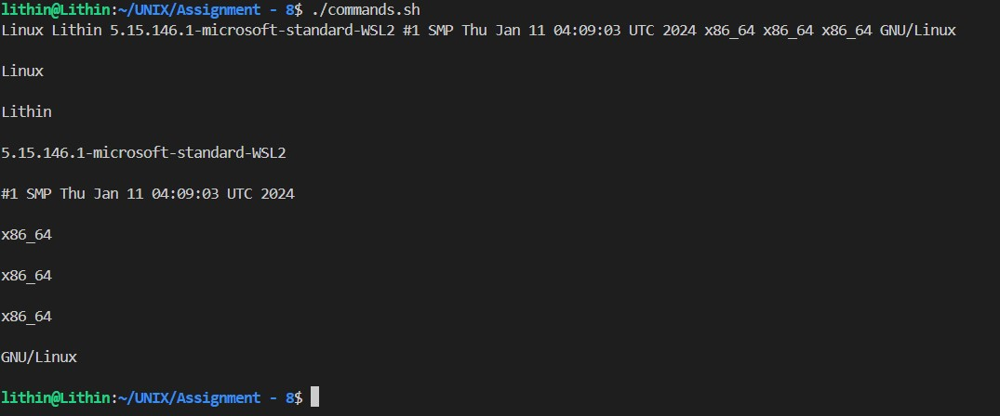 lithin@Lithin:~/UNIX/Assignment - 8$ ./commands.sh
Linux Lithin 5.15.146.1-microsoft-standard-WSL2 #1 SMP Thu Jan 11 04:09:03 UTC 2024 x86_64 x86_64 x86_64 GNU/Linux
Linux
Lithin
5.15.146.1-microsoft-standard-WSL2
#1 SMP Thu Jan 11 04:09:03 UTC 2024
x86_64
x86_64
x86_64
GNU/Linux
lithin@Lithin:~/UNIX/Assignment - 8$